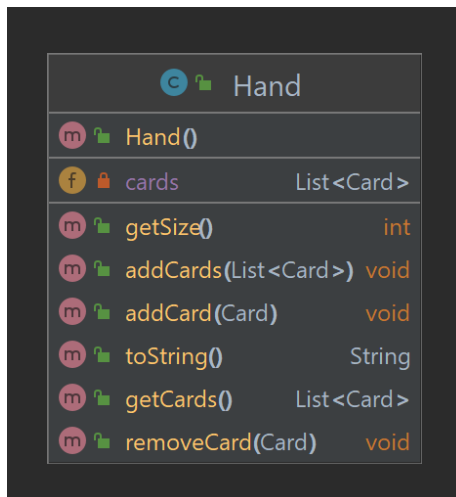 C Hand
m Hand()
f cards List<Card>
m getSize() int
m addCards(List<Card>) void
m addCard(Card) void
m toString() String
m getCards() List<Card>
m removeCard(Card) void